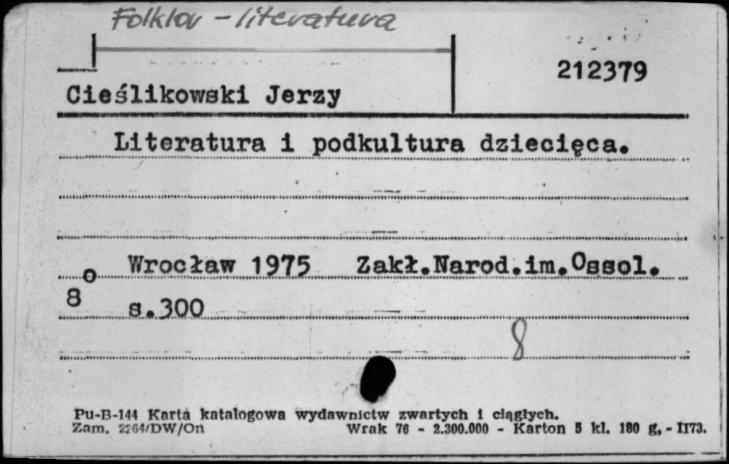 Folklor - literatura
212379
Cieślikowski Jerzy
Literatura i podkultura dziecięca.
Wrocław 1975 Zakł.Narod.im.Ossol.
8°
s.300
8
Pu-B-144 Karta katalogowa wydawnictw zwartych i ciągłych.
Zam. 2264/DW/On Wrak 76 - 2.300.000 - Karton 5 kl. 180 g. - II73.